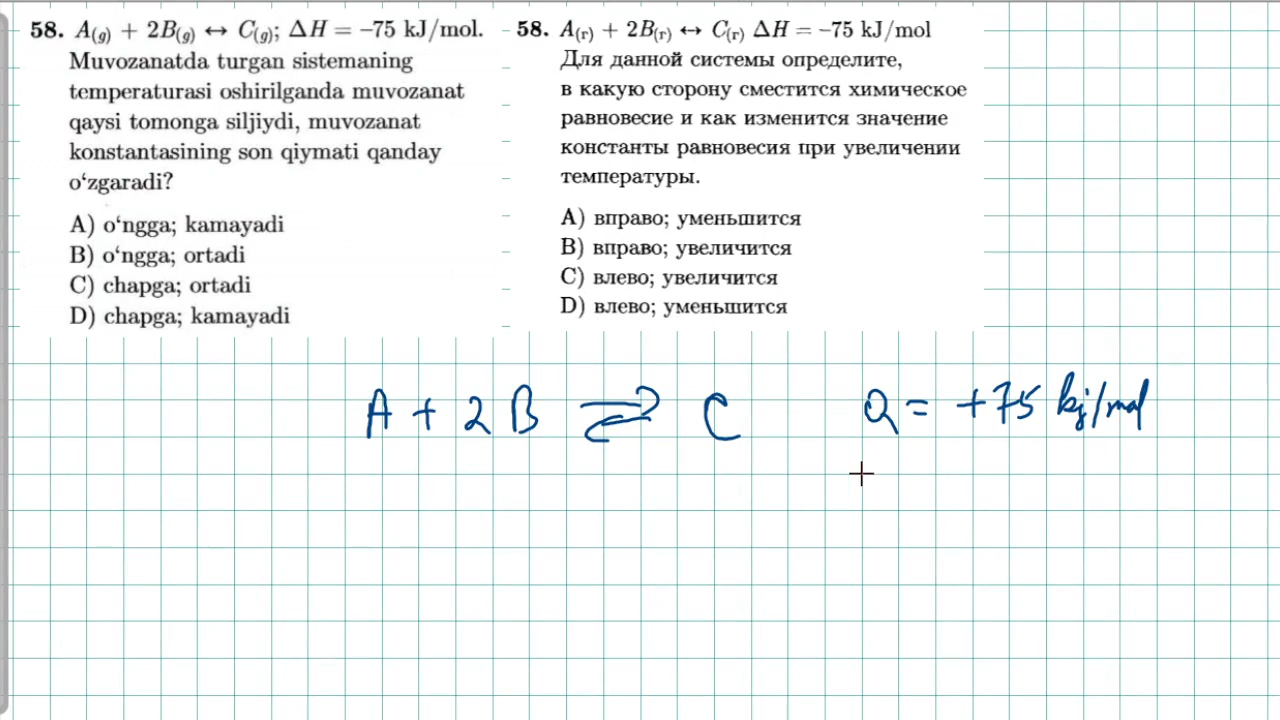 58. A(g) + 2B(g) ↔ C(g); ΔH = –75 kJ/mol.
Muvozanatda turgan sistemaning
temperaturasi oshirilganda muvozanat
qaysi tomonga siljiydi, muvozanat
konstantasining son qiymati qanday
o‘zgaradi?
A) o‘ngga; kamayadi
B) o‘ngga; ortadi
C) chapga; ortadi
D) chapga; kamayadi
58. A(г) + 2B(г) ↔ C(г) ΔH = –75 kJ/mol
Для данной системы определите,
в какую сторону сместится химическое
равновесие и как изменится значение
константы равновесия при увеличении
температуры.
A) вправо; уменьшится
B) вправо; увеличится
C) влево; увеличится
D) влево; уменьшится
A + 2B ⇄ C Q = +75 kj/mol